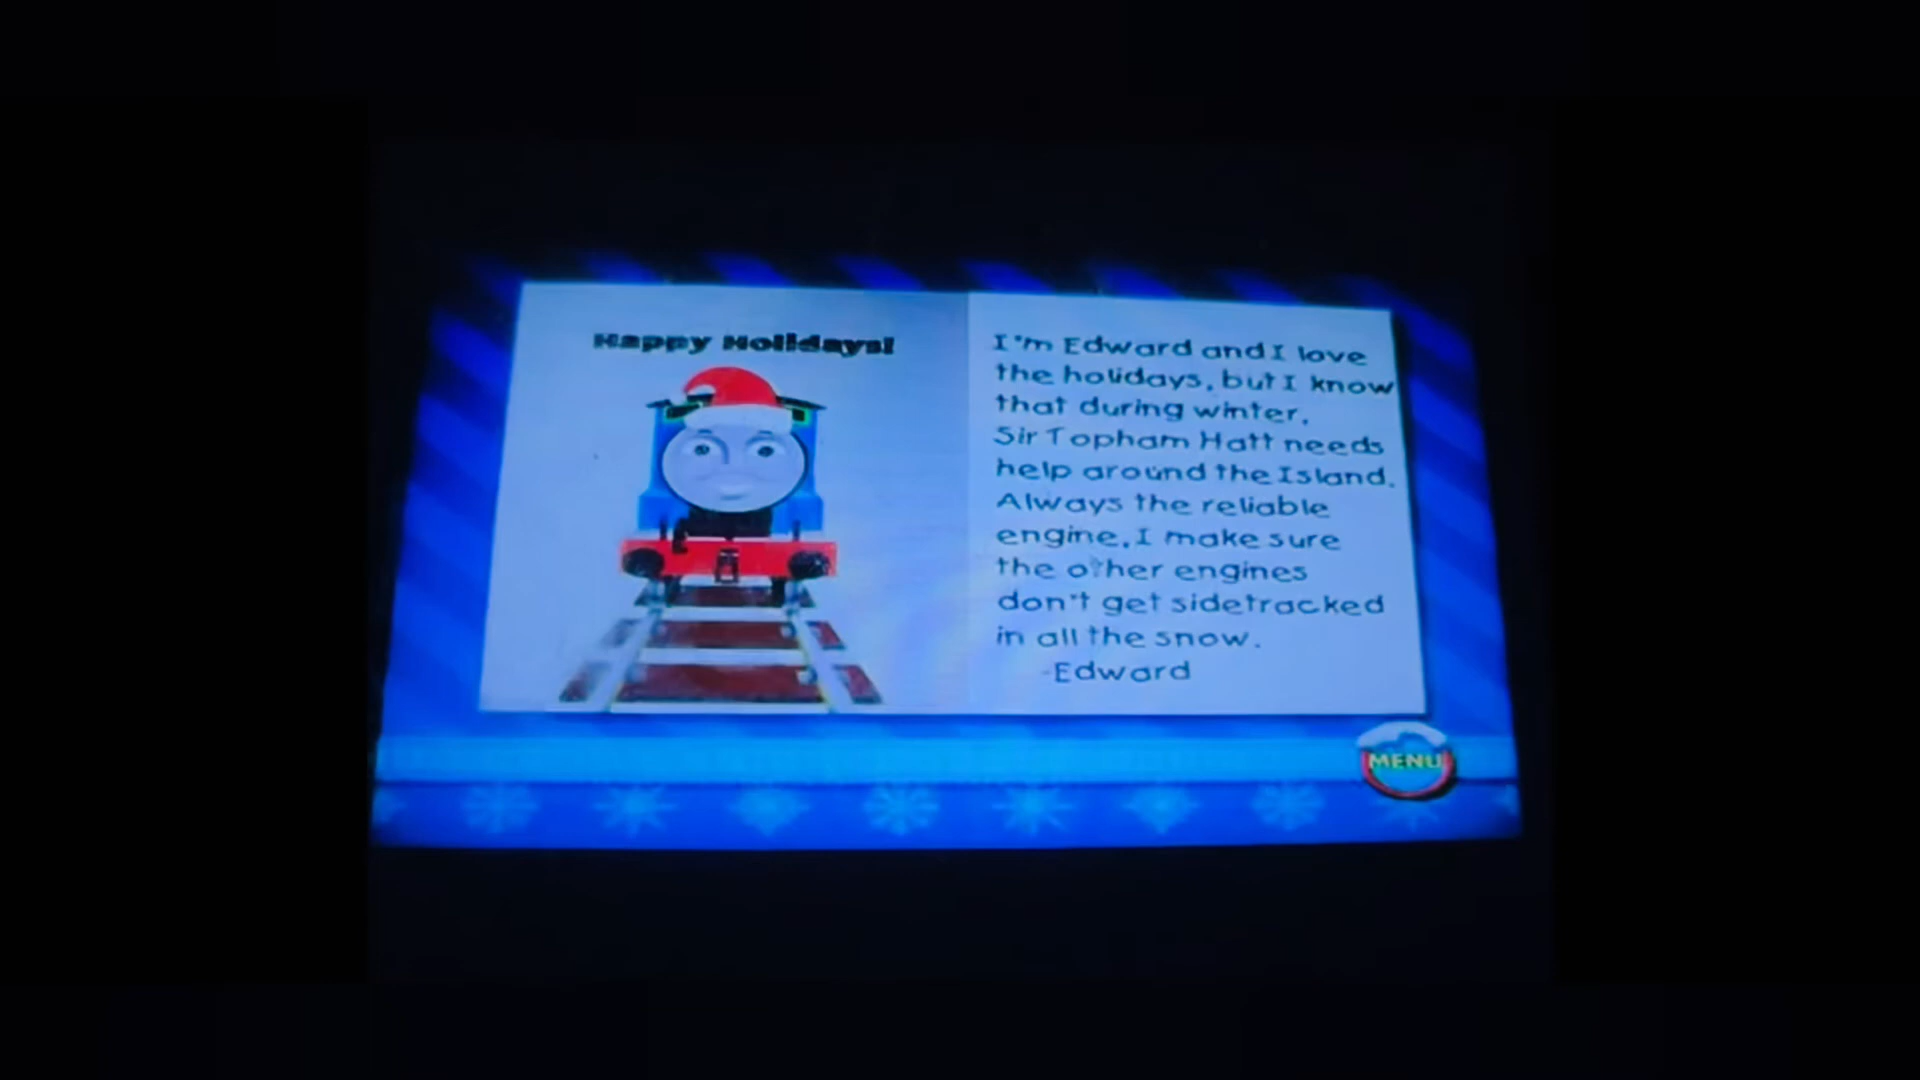 Happy Holidays!
I'm Edward and I love
the holidays, but I know
that during winter,
Sir Topham Hatt needs
help around the Island.
Always the reliable
engine, I make sure
the other engines
don't get sidetracked
in all the snow.
-Edward
MENU